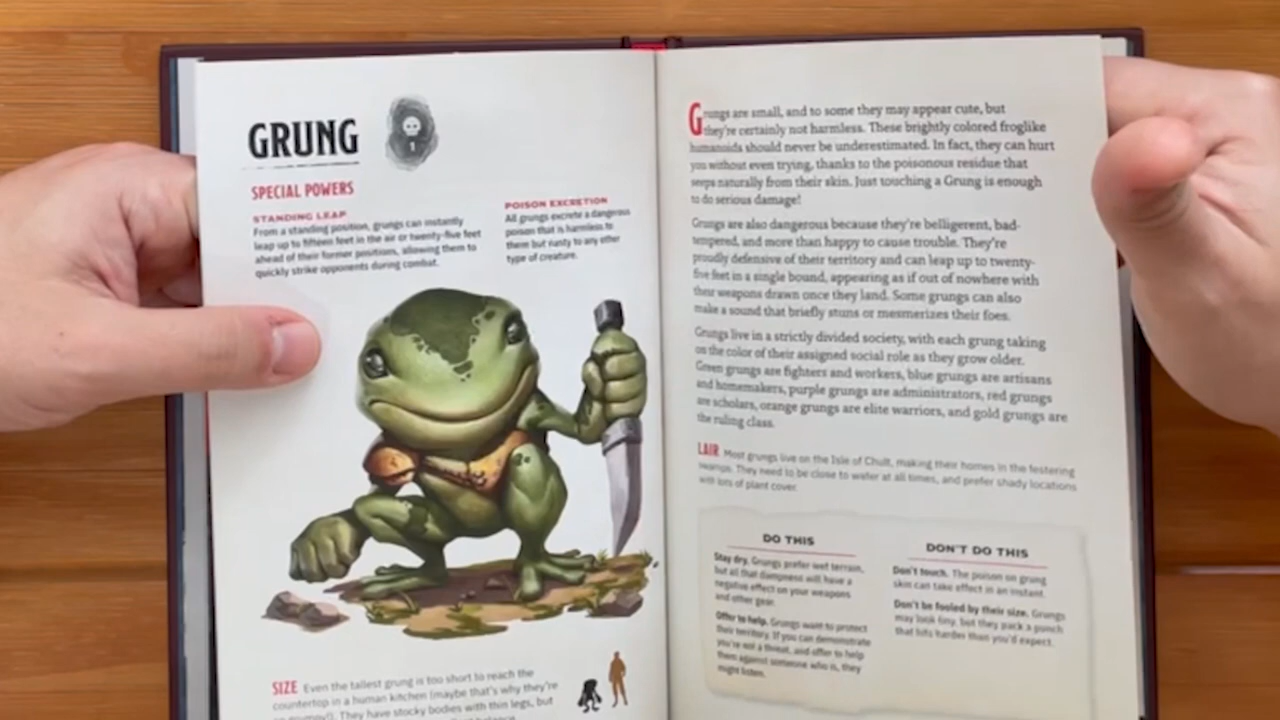 GRUNG
1
SPECIAL POWERS
STANDING LEAP
From a standing position, grungs can instantly
leap up to fifteen feet in the air or twenty-five feet
ahead of their former positions, allowing them to
quickly strike opponents during combat.
POISON EXCRETION
All grungs excrete a dangerous
poison that is harmless to
them but nasty to any other
type of creature.
SIZE Even the tallest grung is too short to reach the
countertop in a human kitchen (maybe that's why they're
so grumpy!). They have stocky bodies with thin legs, but
Grungs are small, and to some they may appear cute, but
they're certainly not harmless. These brightly colored froglike
humanoids should never be underestimated. In fact, they can hurt
you without even trying, thanks to the poisonous residue that
seeps naturally from their skin. Just touching a Grung is enough
to do serious damage!
Grungs are also dangerous because they're belligerent, bad-
tempered, and more than happy to cause trouble. They're
proudly defensive of their territory and can leap up to twenty-
five feet in a single bound, appearing as if out of nowhere with
their weapons drawn once they land. Some grungs can also
make a sound that briefly stuns or mesmerizes their foes.
Grungs live in a strictly divided society, with each grung taking
on the color of their assigned social role as they grow older.
Green grungs are fighters and workers, blue grungs are artisans
and homemakers, purple grungs are administrators, red grungs
are scholars, orange grungs are elite warriors, and gold grungs are
the ruling class.
LAIR Most grungs live on the Isle of Chult, making their homes in the festering
swamps. They need to be close to water at all times, and prefer shady locations
with lots of plant cover.
DO THIS
Stay dry. Grungs prefer wet terrain,
but all that dampness will have a
negative effect on your weapons
and other gear.
Offer to help. Grungs want to protect
their territory. If you can demonstrate
you're not a threat, and offer to help
them against someone who is, they
might listen.
DON'T DO THIS
Don't touch. The poison on grung
skin can take effect in an instant.
Don't be fooled by their size. Grungs
may look tiny, but they pack a punch
that hits harder than you'd expect.